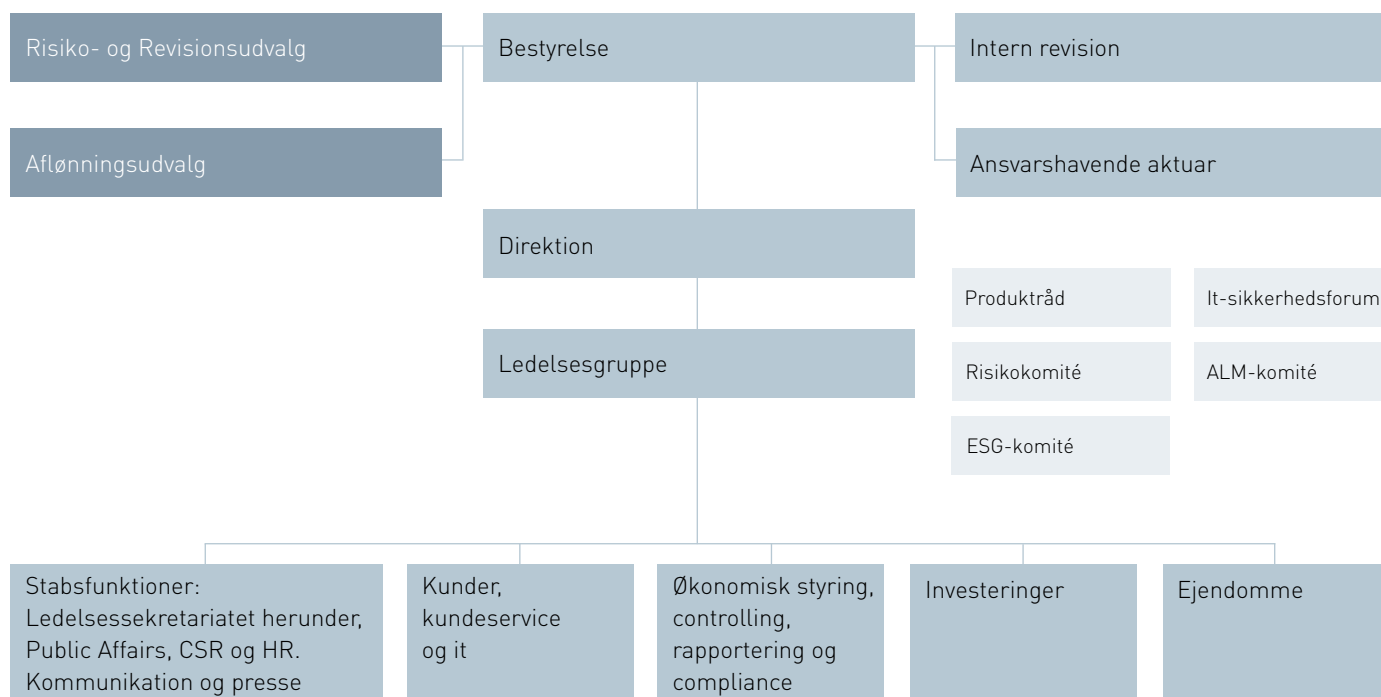 Risiko- og Revisionsudvalg
Bestyrelse
Intern revision
Aflønningsudvalg
Ansvarshavende aktuar
Direktion
Produktråd
It-sikkerhedsforum
Ledelsesgruppe
Risikokomité
ALM-komité
ESG-komité
Stabsfunktioner:
Ledelsessekretariatet herunder,
Public Affairs, CSR og HR.
Kommunikation og presse
Kunder,
kundeservice
og it
Økonomisk styring,
controlling,
rapportering og
compliance
Investeringer
Ejendomme